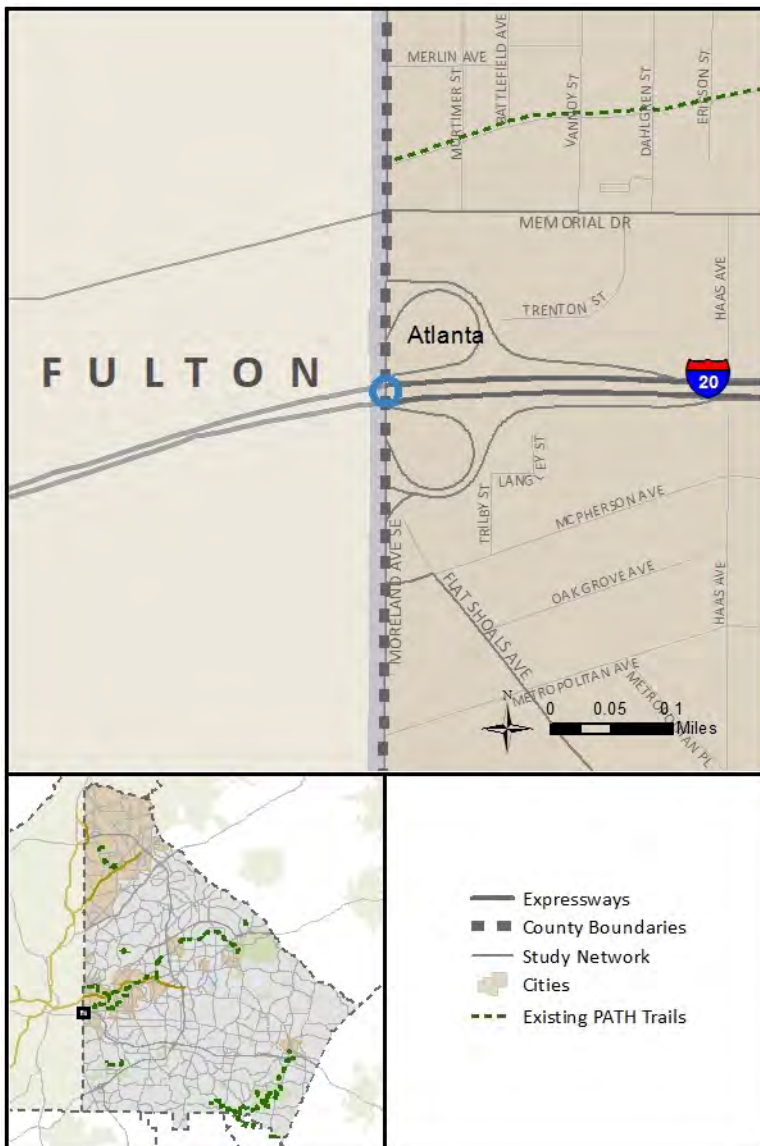 MERLIN AVE
MORTIMER ST
BATTLEFIELD AVE
VANNOY ST
DAHLGREN ST
ERICSON ST
MEMORIAL DR
TRENTON ST
HAAS AVE
Atlanta
FULTON
20
LANGLEY ST
TRILBY ST
MCPHERSON AVE
MORELAND AVE SE
FLAT SHOALS AVE
OAK GROVE AVE
HAAS AVE
METROPOLITAN AVE
METROPOLITAN PL
N
0 0.05 0.1
Miles
Expressways
County Boundaries
Study Network
Cities
Existing PATH Trails